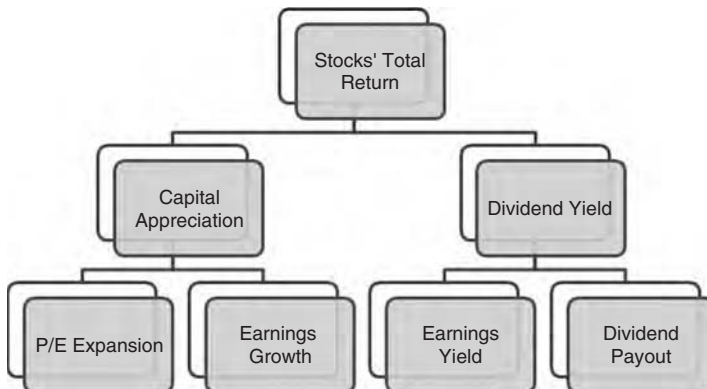 Stocks' Total
Return
Capital
Appreciation
Dividend Yield
P/E Expansion
Earnings
Growth
Earnings
Yield
Dividend
Payout